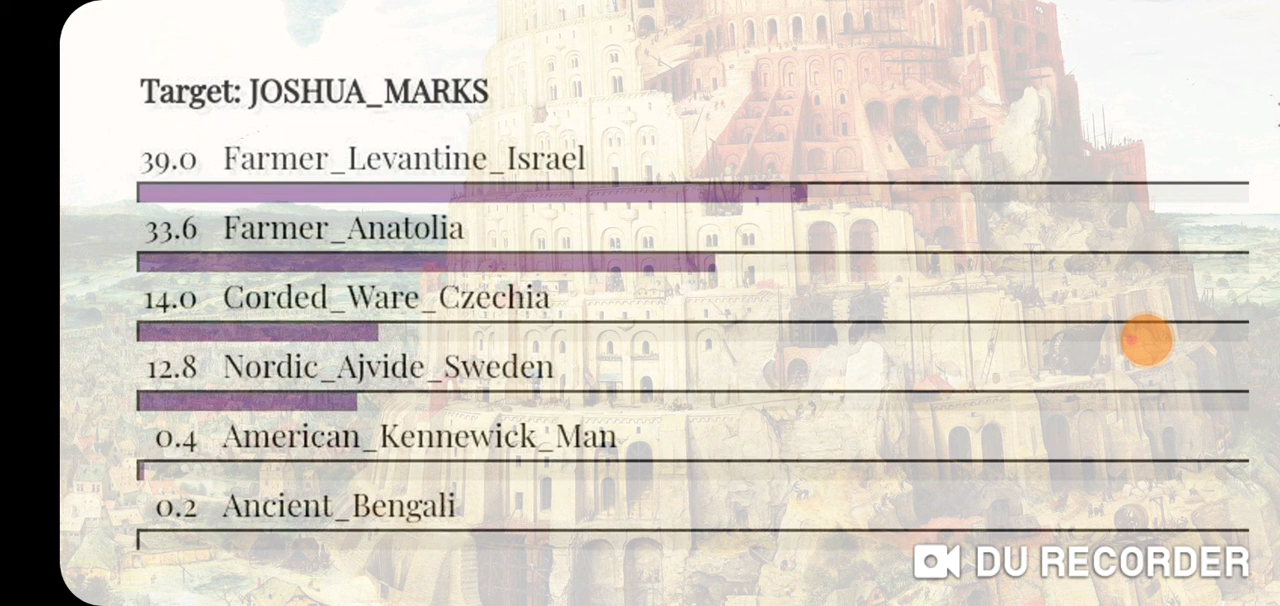 Target: JOSHUA_MARKS
39.0 Farmer_Levantine_Israel
33.6 Farmer_Anatolia
14.0 Corded_Ware_Czechia
12.8 Nordic_Ajvide_Sweden
0.4 American_Kennewick_Man
0.2 Ancient_Bengali
DU RECORDER